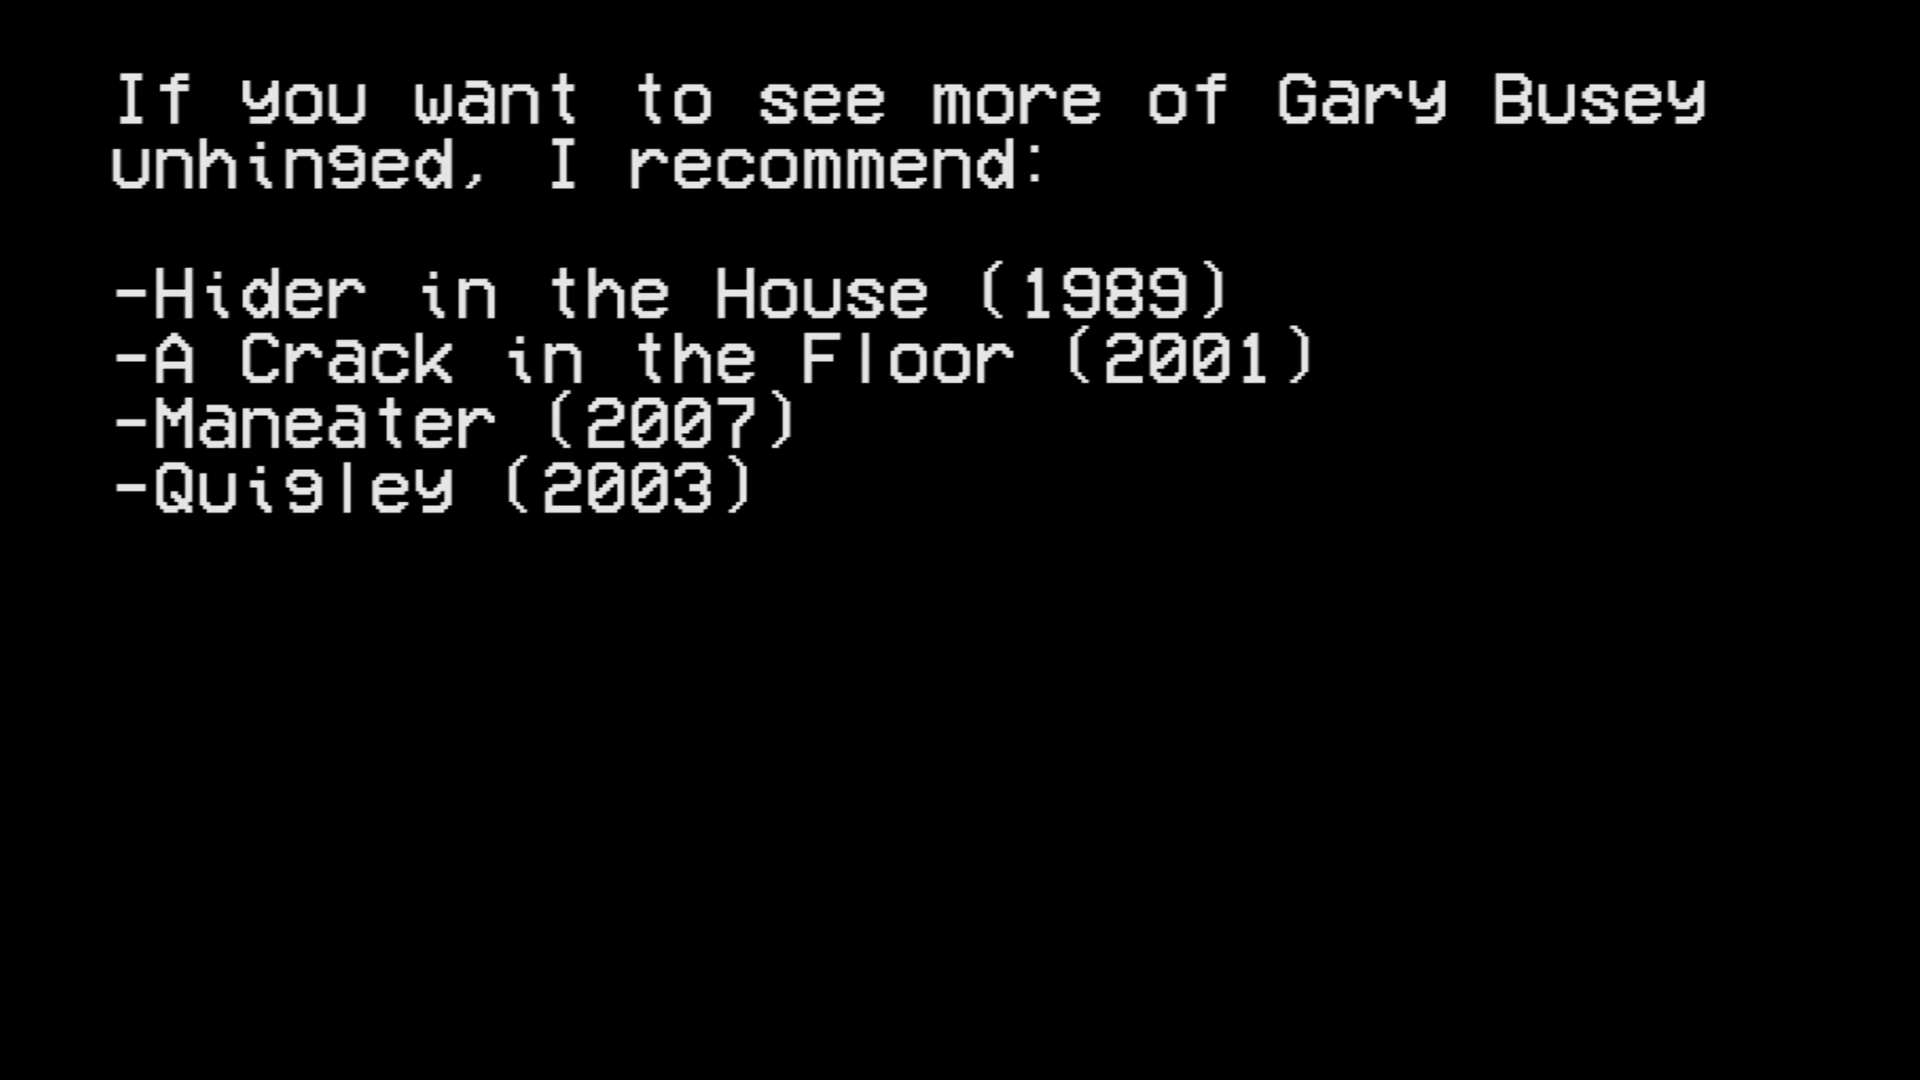 If you want to see more of Gary Busey
unhinged, I recommend:
-Hider in the House (1989)
-A Crack in the Floor (2001)
-Maneater (2007)
-Quigley (2003)